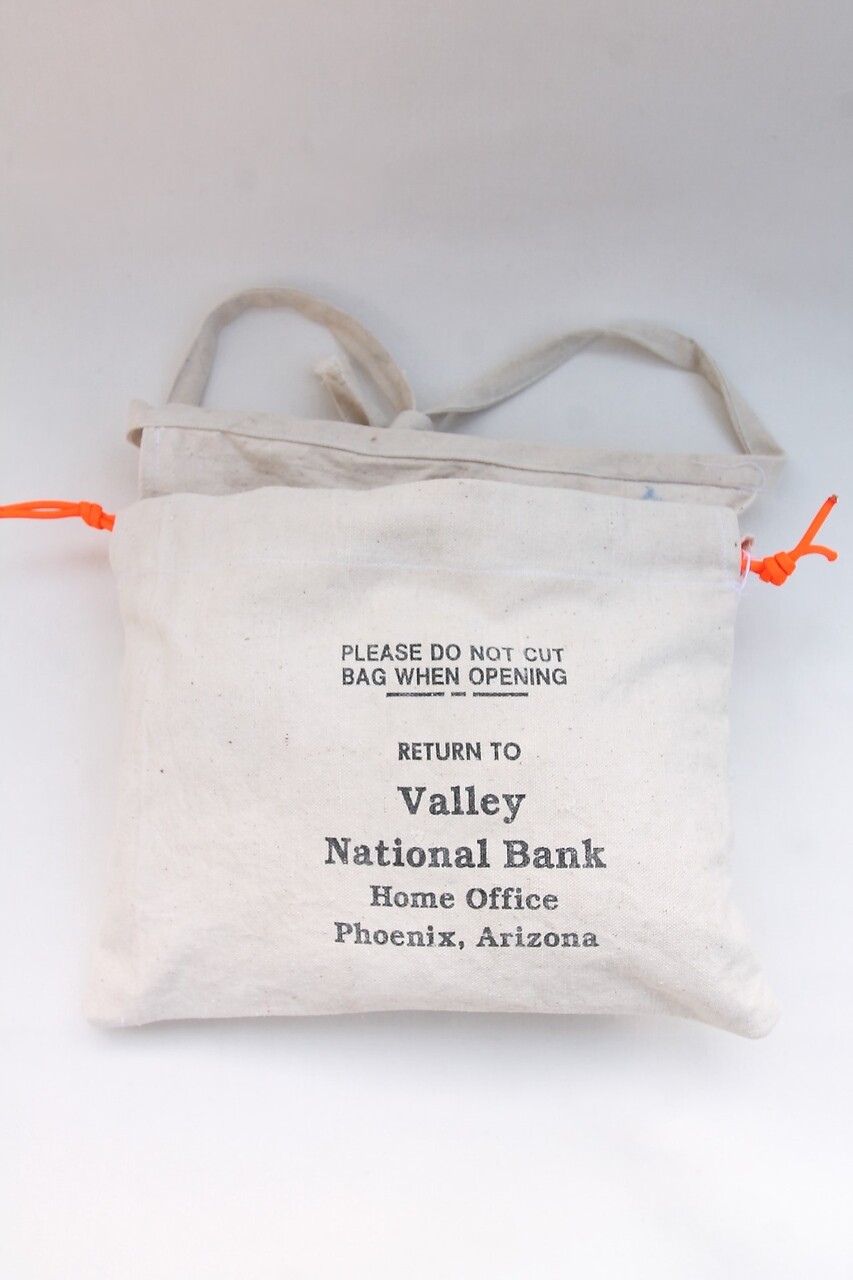 PLEASE DO NOT CUT
BAG WHEN OPENING
RETURN TO
Valley
National Bank
Home Office
Phoenix, Arizona